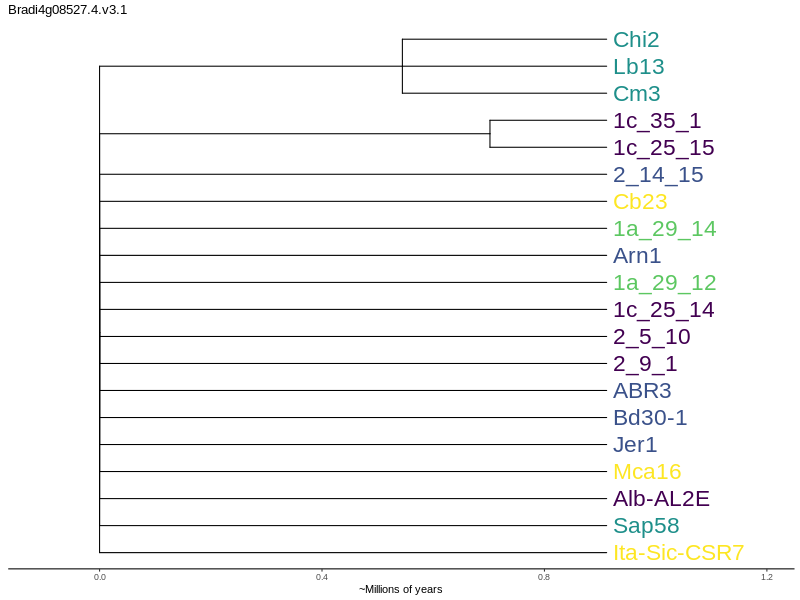 Bradi4g08527.4.v3.1
Chi2
Lb13
Cm3
1c_35_1
1c_25_15
2_14_15
Cb23
1a_29_14
Arn1
1a_29_12
1c_25_14
2_5_10
2_9_1
ABR3
Bd30-1
Jer1
Mca16
Alb-AL2E
Sap58
Ita-Sic-CSR7
0.0 0.4 0.8 1.2
~Millions of years